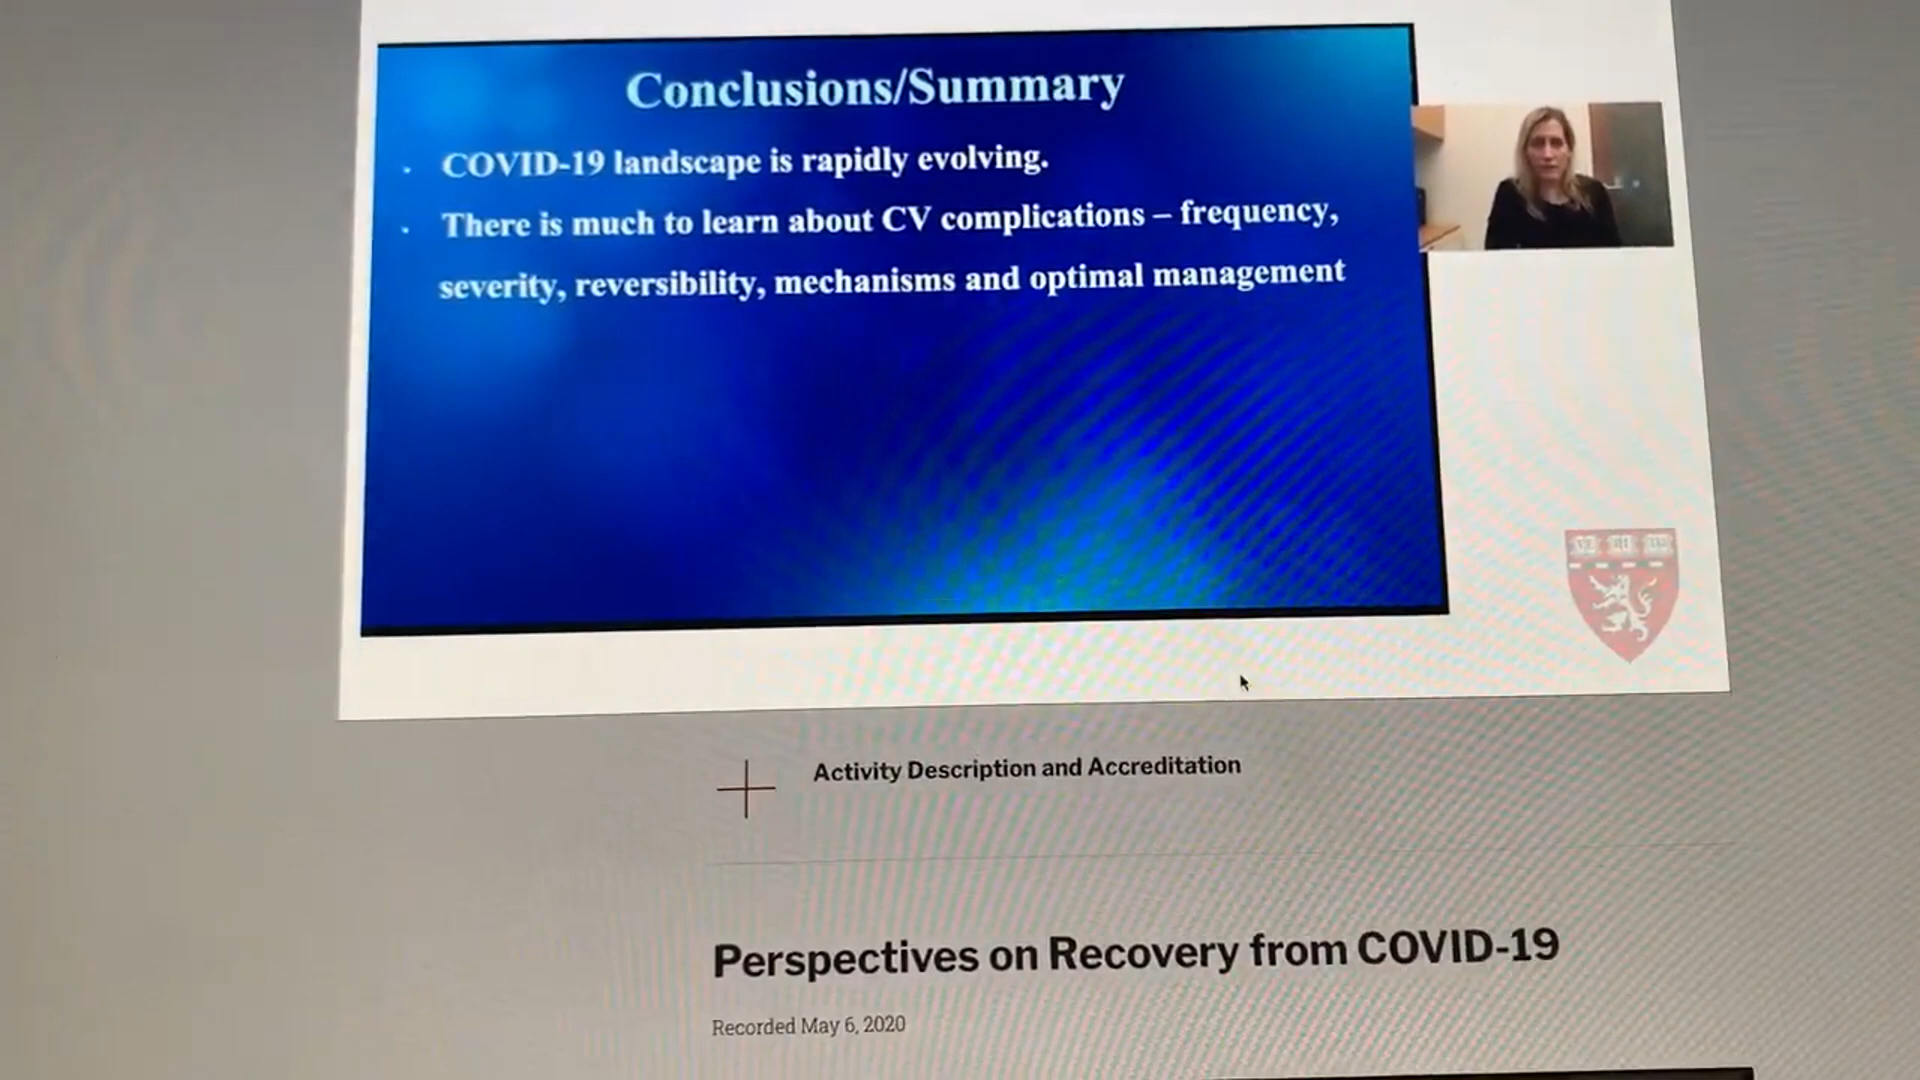 Conclusions/Summary
COVID-19 landscape is rapidly evolving.
There is much to learn about CV complications – frequency,
severity, reversibility, mechanisms and optimal management
Activity Description and Accreditation
Perspectives on Recovery from COVID-19
Recorded May 6, 2020